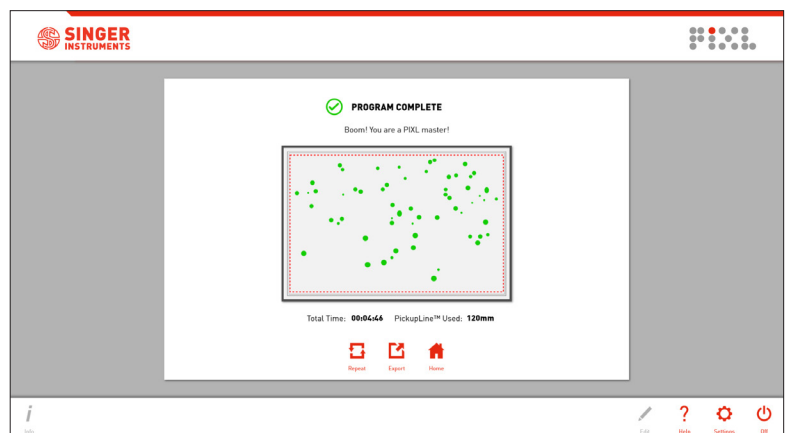 SINGER
INSTRUMENTS
PIXL
PROGRAM COMPLETE
Boom! You are a PIXL master!
Total Time: 00:04:46 PickupLine™ Used: 120mm
Repeat Export Home
i
Info Edit Help Settings Off